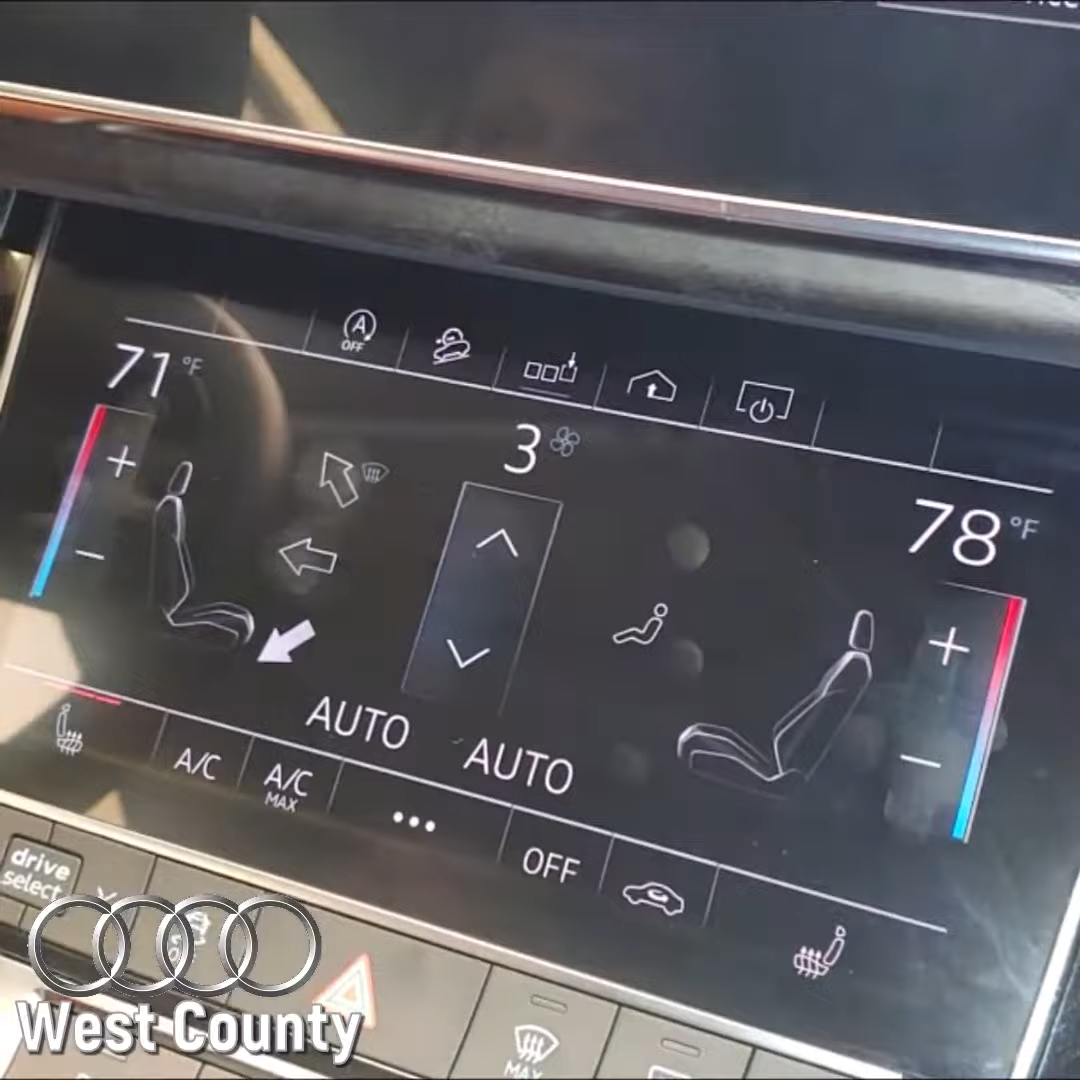 A
OFF
71 °F
3
78 °F
+
−
+
−
AUTO
AUTO
A/C
A/C
MAX
OFF
drive
select
MAX
West County